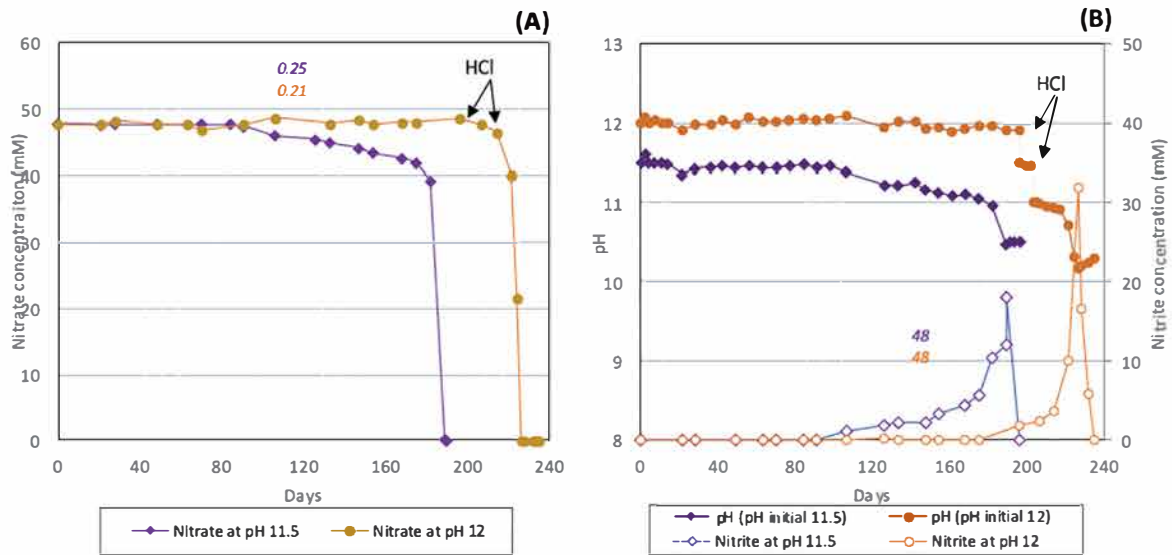 (A)
60
50
40
30
20
10
0
Nitrate concentraiton (mM)
0.25
0.21
HCl
0 40 80 120 160 200 240
Days
Nitrate at pH 11.5 Nitrate at pH 12
(B)
13
12
11
10
9
8
pH
HCl
48
48
50
40
30
20
10
0
Nitrite concentration (mM)
0 40 80 120 160 200 240
Days
pH (pH initial 11.5) pH (pH initial 12)
Nitrite at pH 11.5 Nitrite at pH 12